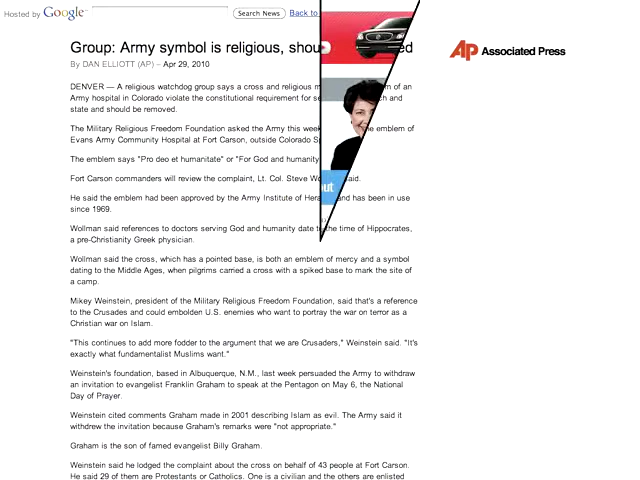 Hosted by Google
Search News
Back to
Group: Army symbol is religious, shou ed
By DAN ELLIOTT (AP) – Apr 29, 2010
AP Associated Press
DENVER — A religious watchdog group says a cross and religious m m of an
Army hospital in Colorado violate the constitutional requirement for se ch and
state and should be removed.
The Military Religious Freedom Foundation asked the Army this week emblem of
Evans Army Community Hospital at Fort Carson, outside Colorado S
The emblem says "Pro deo et humanitate" or "For God and humanity
Fort Carson commanders will review the complaint, Lt. Col. Steve Wo aid.
out
He said the emblem had been approved by the Army Institute of Hera and has been in use
since 1969.
Wollman said references to doctors serving God and humanity date t the time of Hippocrates,
a pre-Christianity Greek physician.
Wollman said the cross, which has a pointed base, is both an emblem of mercy and a symbol
dating to the Middle Ages, when pilgrims carried a cross with a spiked base to mark the site of
a camp.
Mikey Weinstein, president of the Military Religious Freedom Foundation, said that's a reference
to the Crusades and could embolden U.S. enemies who want to portray the war on terror as a
Christian war on Islam.
"This continues to add more fodder to the argument that we are Crusaders," Weinstein said. "It's
exactly what fundamentalist Muslims want."
Weinstein's foundation, based in Albuquerque, N.M., last week persuaded the Army to withdraw
an invitation to evangelist Franklin Graham to speak at the Pentagon on May 6, the National
Day of Prayer.
Weinstein cited comments Graham made in 2001 describing Islam as evil. The Army said it
withdrew the invitation because Graham's remarks were "not appropriate."
Graham is the son of famed evangelist Billy Graham.
Weinstein said he lodged the complaint about the cross on behalf of 43 people at Fort Carson.
He said 29 of them are Protestants or Catholics. One is a civilian and the others are enlisted